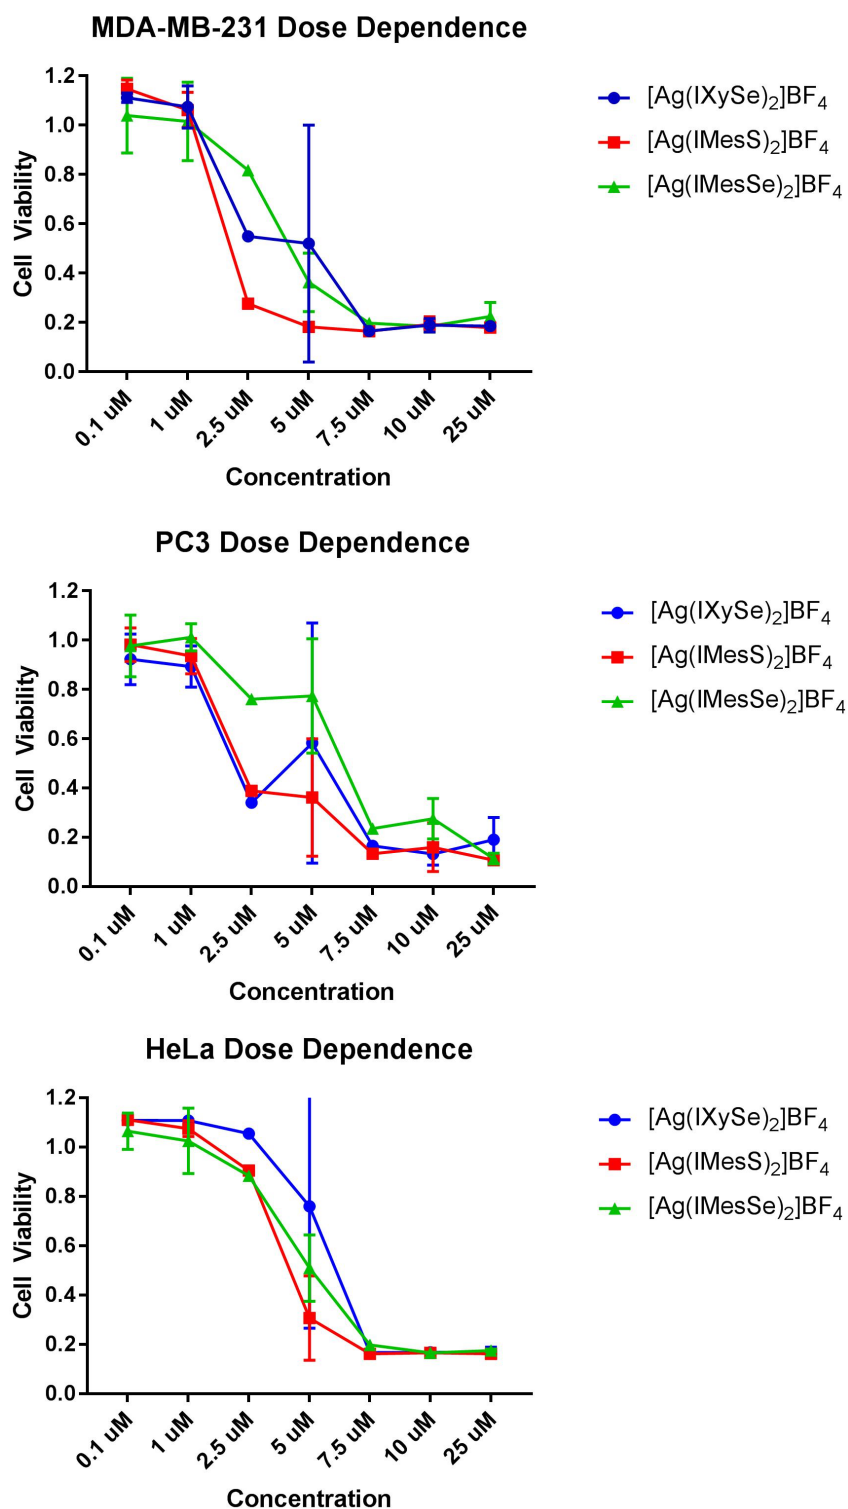 MDA-MB-231 Dose Dependence
1.2
1.0
0.8
0.6
0.4
0.2
0.0
Cell Viability
0.1 uM
1 uM
2.5 uM
5 uM
7.5 uM
10 uM
25 uM
Concentration
[Ag(IXySe)2]BF4
[Ag(IMesS)2]BF4
[Ag(IMesSe)2]BF4
PC3 Dose Dependence
1.2
1.0
0.8
0.6
0.4
0.2
0.0
Cell Viability
0.1 uM
1 uM
2.5 uM
5 uM
7.5 uM
10 uM
25 uM
Concentration
[Ag(IXySe)2]BF4
[Ag(IMesS)2]BF4
[Ag(IMesSe)2]BF4
HeLa Dose Dependence
1.2
1.0
0.8
0.6
0.4
0.2
0.0
Cell Viability
0.1 uM
1 uM
2.5 uM
5 uM
7.5 uM
10 uM
25 uM
Concentration
[Ag(IXySe)2]BF4
[Ag(IMesS)2]BF4
[Ag(IMesSe)2]BF4